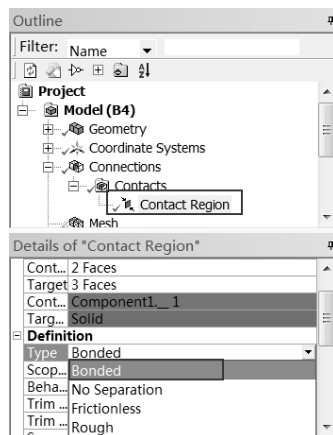 Outline
Filter: Name
Project
Model (B4)
Geometry
Coordinate Systems
Connections
Contacts
Contact Region
Mesh
Details of "Contact Region"
Cont... 2 Faces
Target 3 Faces
Cont... Component1._ 1
Targ... Solid
Definition
Type Bonded
Scop... Bonded
Beha... No Separation
Trim ... Frictionless
Trim ... Rough